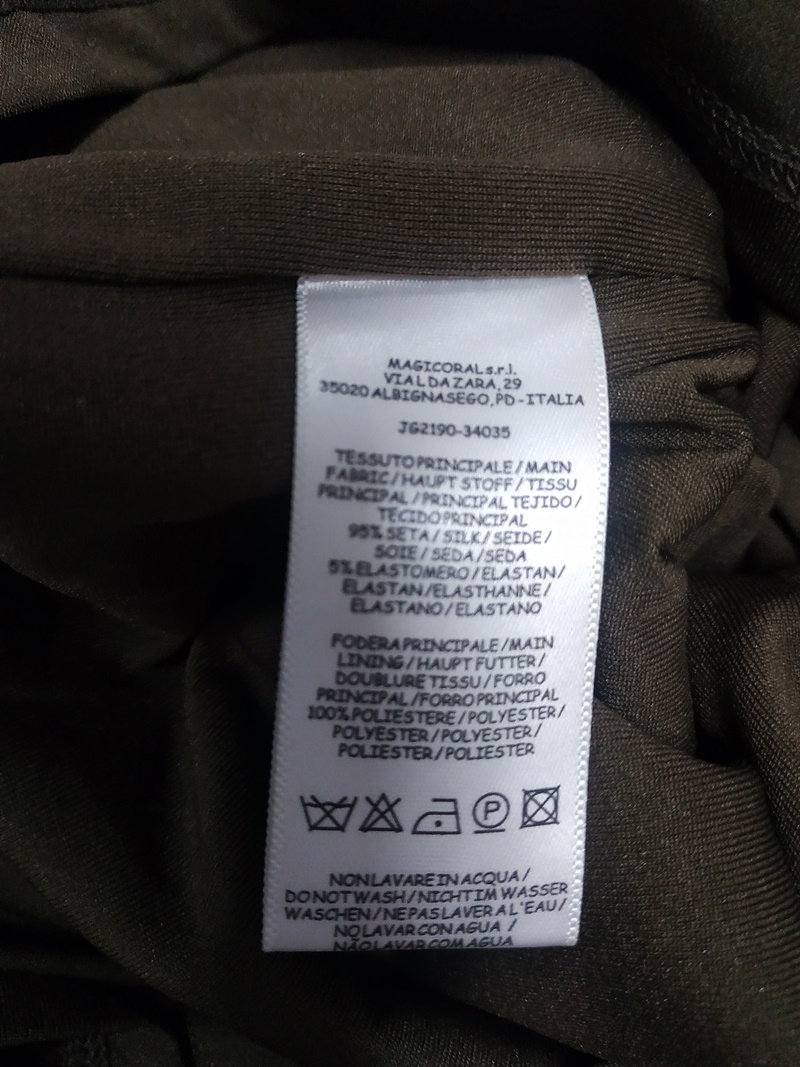 MAGICORAL s.r.l.
VIA L DA ZARA, 29
35020 ALBIGNASEGO, PD - ITALIA
JG2190-34035
TESSUTO PRINCIPALE / MAIN
FABRIC / HAUPT STOFF / TISSU
PRINCIPAL / PRINCIPAL TEJIDO /
TECIDO PRINCIPAL
95% SETA / SILK / SEIDE /
SOIE / SEDA / SEDA
5% ELASTOMERO / ELASTAN /
ELASTAN / ELASTHANNE /
ELASTANO / ELASTANO
FODERA PRINCIPALE / MAIN
LINING / HAUPT FUTTER /
DOUBLURE TISSU / FORRO
PRINCIPAL / FORRO PRINCIPAL
100% POLIESTERE / POLYESTER /
POLYESTER / POLYESTER /
POLIESTER / POLIESTER
P
NON LAVARE IN ACQUA /
DO NOT WASH / NICHT IM WASSER
WASCHEN / NE PAS LAVER A L'EAU /
NO LAVAR CON AGUA /
NÃO LAVAR COM AGUA